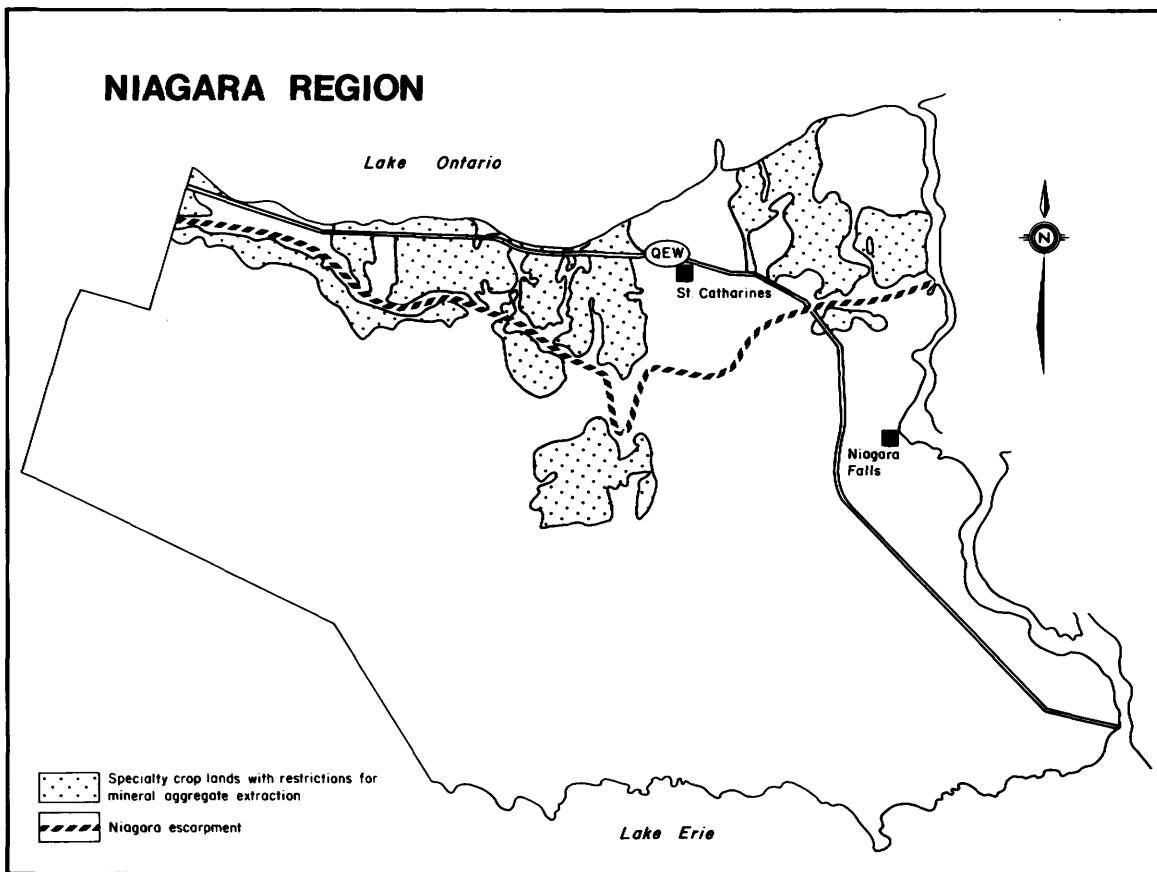 NIAGARA REGION
Lake Ontario
QEW
St. Catharines
N
Niagara
Falls
Specialty crop lands with restrictions for
mineral aggregate extraction
Niagara escarpment
Lake Erie